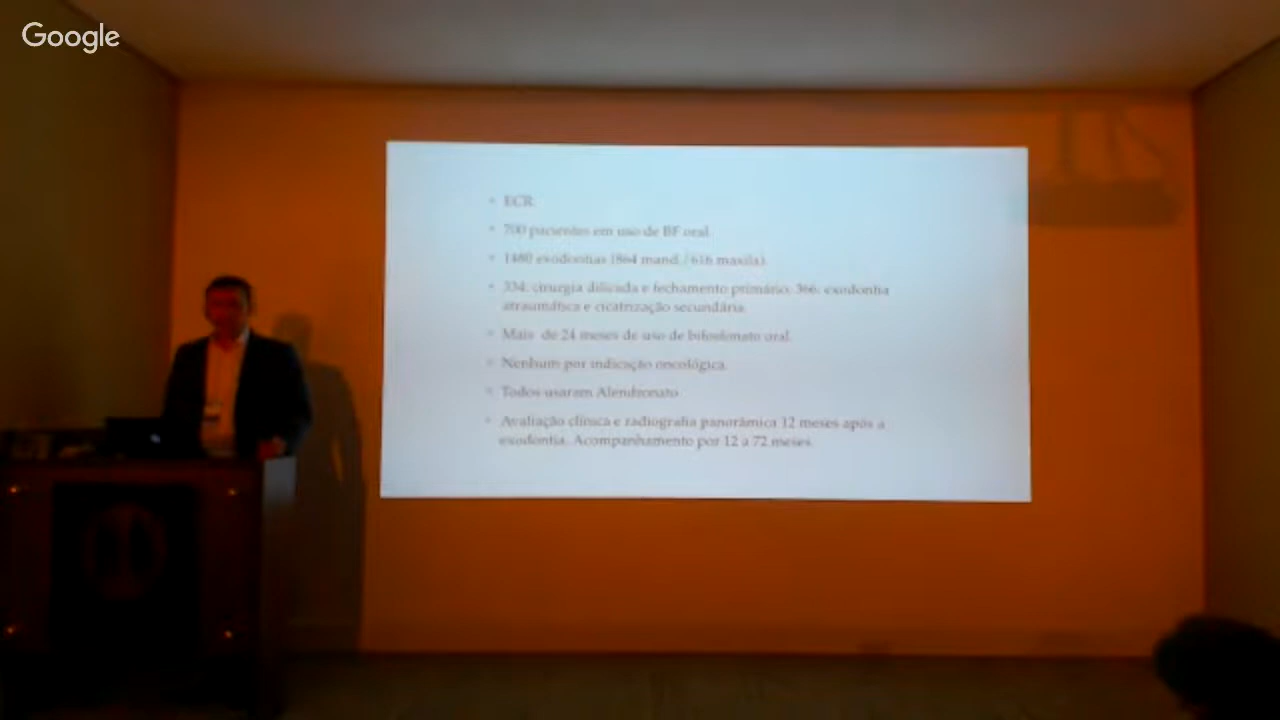 Google
ECR
700 pacientes em uso de BF oral.
1480 exodontias (864 mand. / 616 maxila).
334: cirurgia delicada e fechamento primário; 366: exodontia
atraumática e cicatrização secundária.
Mais de 24 meses de uso de bifosfonato oral.
Nenhum por indicação oncológica.
Todos usaram Alendronato
Avaliação clínica e radiografia panorâmica 12 meses após a
exodontia. Acompanhamento por 12 a 72 meses.